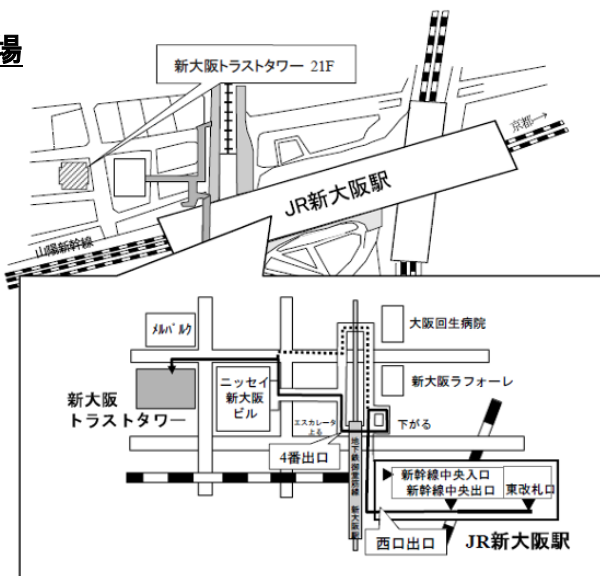 場
新大阪トラストタワー 21F
京都→
JR新大阪駅
山陽新幹線
メルパルク
大阪回生病院
新大阪
トラストタワー
ニッセイ
新大阪
ビル
新大阪ラフォーレ
エスカレータ
上る
下がる
4番出口
地下鉄御堂筋線 新大阪駅
新幹線中央入口
新幹線中央出口
東改札口
西口出口
JR新大阪駅